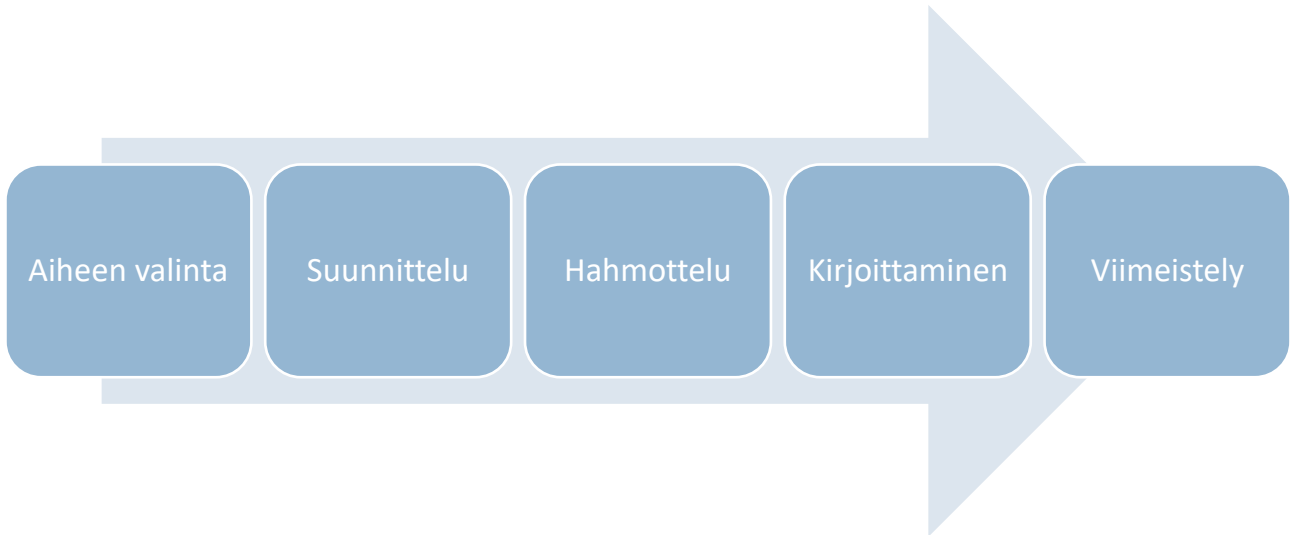 Aiheen valinta
Suunnittelu
Hahmottelu
Kirjoittaminen
Viimeistely